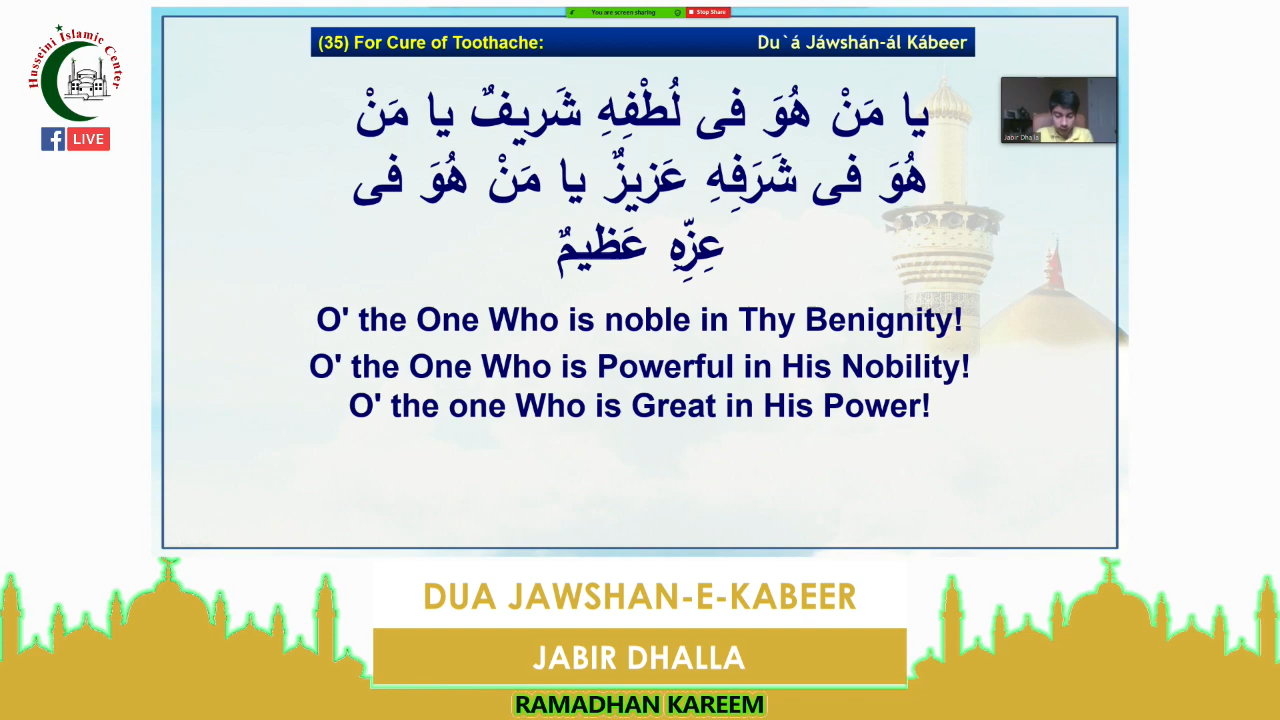 You are screen sharing
Stop Share
Husseini Islamic Center
LIVE
(35) For Cure of Toothache:
Du`á Jáwshán-ál Kábeer
يا مَنْ هُوَ فى لُطْفِهِ شَريفٌ يا مَنْ
هُوَ فى شَرَفِهِ عَزيزٌ يا مَنْ هُوَ فى
عِزِّهِ عَظيمٌ
Jabir Dhalla
O' the One Who is noble in Thy Benignity!
O' the One Who is Powerful in His Nobility!
O' the one Who is Great in His Power!
DUA JAWSHAN-E-KABEER
JABIR DHALLA
RAMADHAN KAREEM